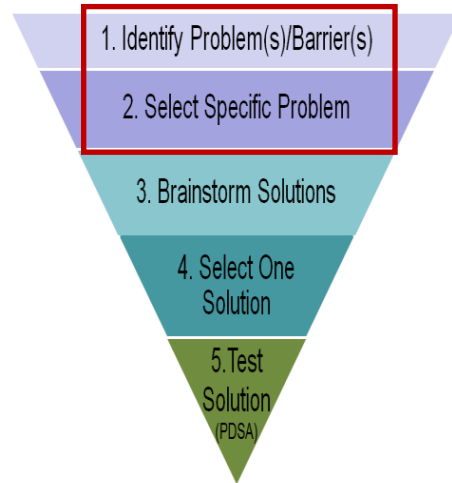 1. Identify Problem(s)/Barrier(s)
2. Select Specific Problem
3. Brainstorm Solutions
4. Select One
Solution
5.Test
Solution
(PDSA)